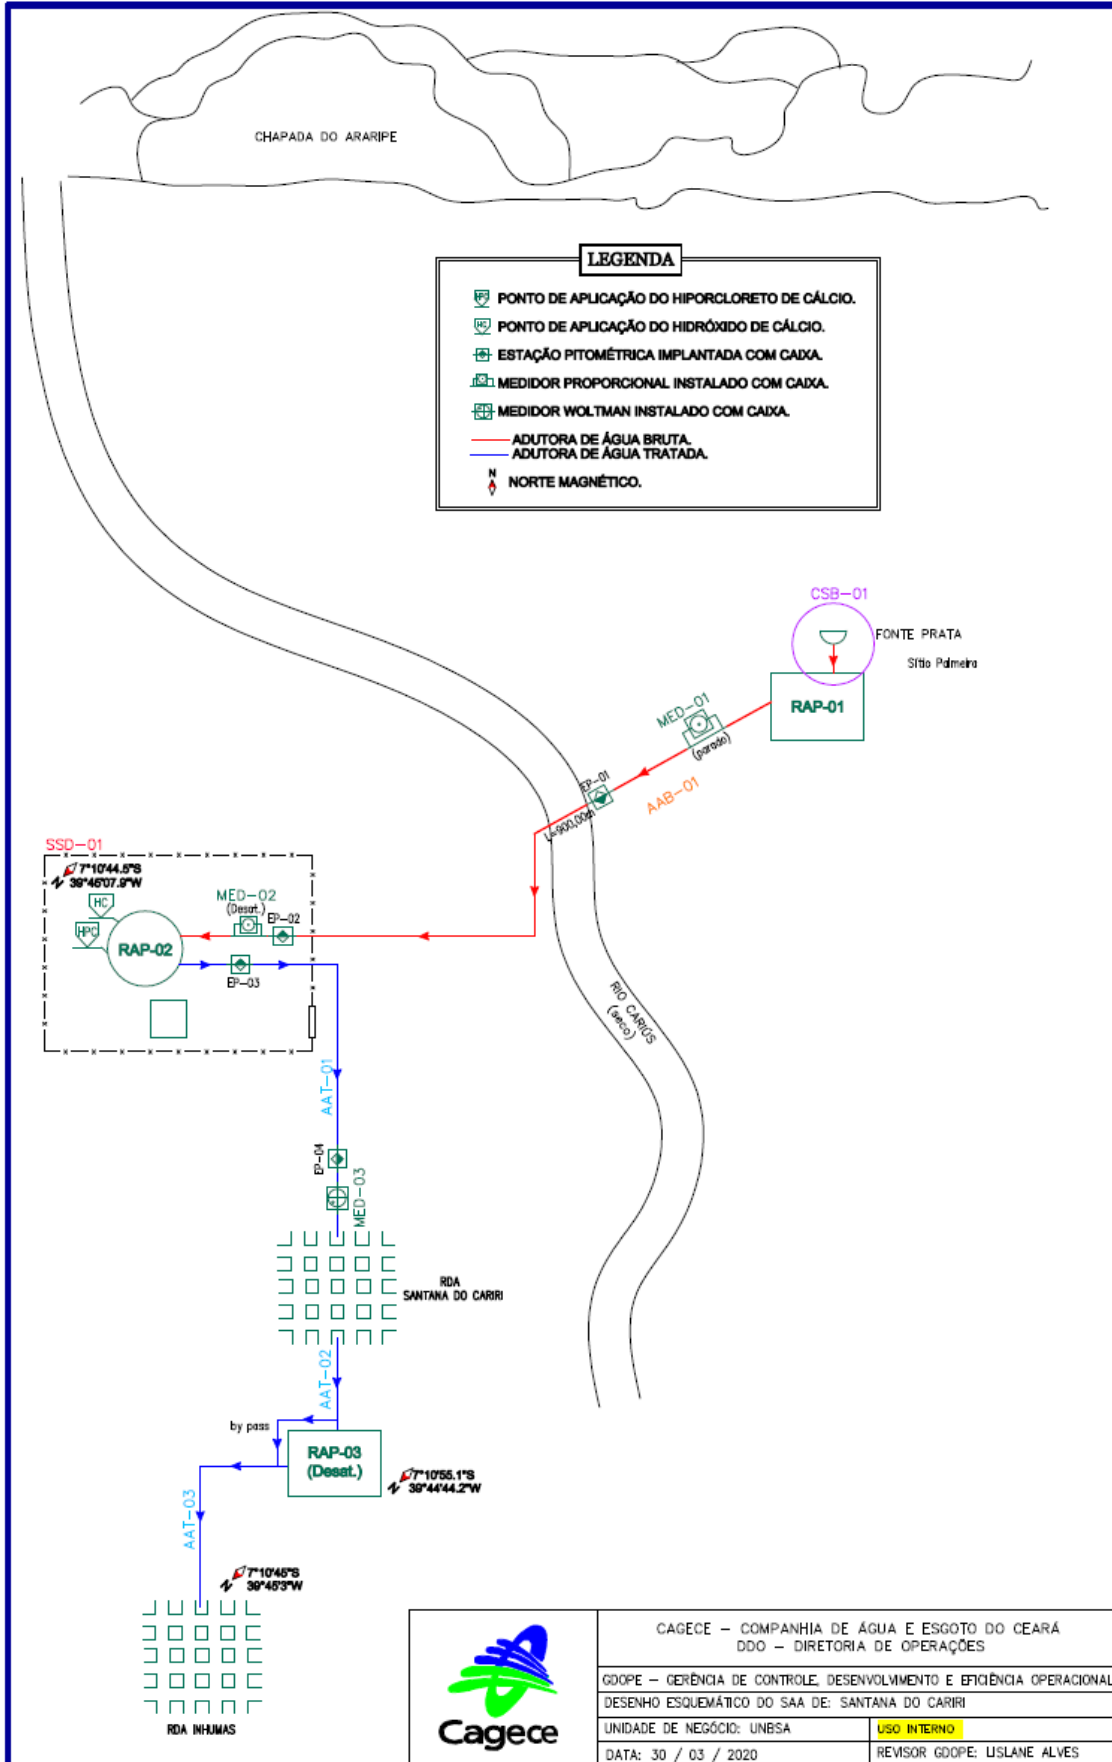 CHAPADA DO ARARIPE
LEGENDA
HPC PONTO DE APLICAÇÃO DO HIPORCLORETO DE CÁLCIO.
HC PONTO DE APLICAÇÃO DO HIDRÓXIDO DE CÁLCIO.
ESTAÇÃO PITOMÉTRICA IMPLANTADA COM CAIXA.
MEDIDOR PROPORCIONAL INSTALADO COM CAIXA.
MEDIDOR WOLTMAN INSTALADO COM CAIXA.
ADUTORA DE ÁGUA BRUTA.
ADUTORA DE ÁGUA TRATADA.
N
NORTE MAGNÉTICO.
CSB-01
FONTE PRATA
Sítio Palmeira
RAP-01
MED-01
(parado)
EP-01
AAB-01
L=900,00m
SSD-01
N
7°10'44.5"S
39°45'07.9"W
HC
HPC
MED-02
(Desat.)
EP-02
RAP-02
EP-03
RIO CARIÚS
(seco)
AAT-01
EP-04
MED-03
RDA
SANTANA DO CARIRI
AAT-02
by pass
RAP-03
(Desat.)
N
7°10'55.1"S
39°44'44.2"W
AAT-03
N
7°10'45"S
39°45'3"W
RDA INHUMAS
Cagece
CAGECE - COMPANHIA DE ÁGUA E ESGOTO DO CEARÁ
DDO - DIRETORIA DE OPERAÇÕES
GDOPE - GERÊNCIA DE CONTROLE, DESENVOLVIMENTO E EFICIÊNCIA OPERACIONAL
DESENHO ESQUEMÁTICO DO SAA DE: SANTANA DO CARIRI
UNIDADE DE NEGÓCIO: UNBSA
USO INTERNO
DATA: 30 / 03 / 2020
REVISOR GDOPE: LISLANE ALVES